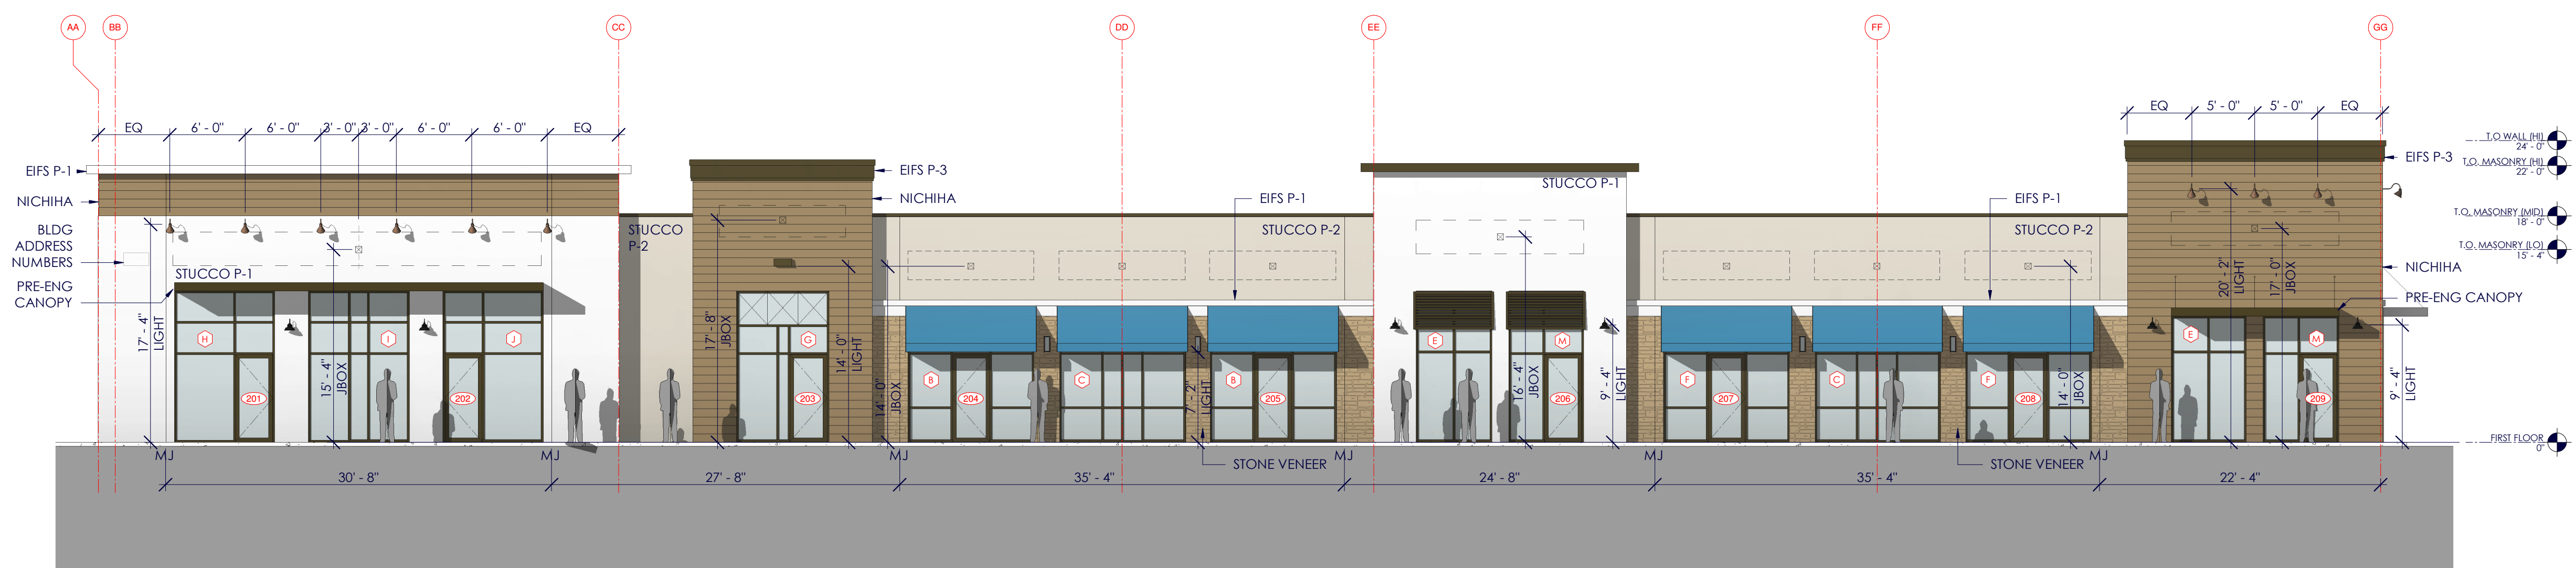 AA
BB
CC
DD
EE
FF
GG
EQ
6' - 0"
6' - 0"
3' - 0"
3' - 0"
6' - 0"
6' - 0"
EQ
EQ
5' - 0"
5' - 0"
EQ
T.O WALL (HI)
24' - 0"
T.O. MASONRY (HI)
22' - 0"
T.O. MASONRY (MID)
18' - 0"
T.O. MASONRY (LO)
15' - 4"
FIRST FLOOR
0"
EIFS P-1
NICHIHA
BLDG
ADDRESS
NUMBERS
PRE-ENG
CANOPY
STUCCO P-1
17' - 4"
LIGHT
15' - 4"
JBOX
H
I
J
201
202
STUCCO
P-2
EIFS P-3
NICHIHA
17' - 8"
JBOX
14' - 0"
LIGHT
G
203
14' - 0"
JBOX
EIFS P-1
STUCCO P-2
B
C
B
204
205
7' - 2"
LIGHT
STONE VENEER
STUCCO P-1
E
M
206
16' - 4"
JBOX
9' - 4"
LIGHT
EIFS P-1
STUCCO P-2
F
C
F
207
208
14' - 0"
JBOX
STONE VENEER
20' - 2"
LIGHT
17' - 0"
JBOX
E
M
209
EIFS P-3
NICHIHA
PRE-ENG CANOPY
9' - 4"
LIGHT
MJ
MJ
MJ
MJ
MJ
MJ
30' - 8"
27' - 8"
35' - 4"
24' - 8"
35' - 4"
22' - 4"